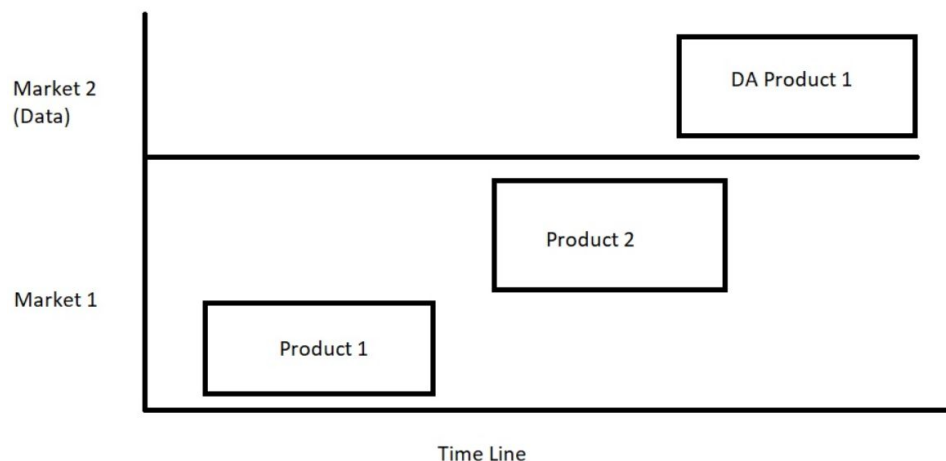 DA Product 1
Market 2
(Data)
Product 2
Market 1
Product 1
Time Line